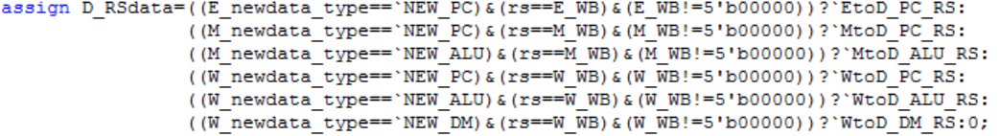 assign D_RSdata=((E_newdata_type==`NEW_PC)&(rs==E_WB)&(E_WB!=5'b00000))?`EtoD_PC_RS:
((M_newdata_type==`NEW_PC)&(rs==M_WB)&(M_WB!=5'b00000))?`MtoD_PC_RS:
((M_newdata_type==`NEW_ALU)&(rs==M_WB)&(M_WB!=5'b00000))?`MtoD_ALU_RS:
((W_newdata_type==`NEW_PC)&(rs==W_WB)&(W_WB!=5'b00000))?`WtoD_PC_RS:
((W_newdata_type==`NEW_ALU)&(rs==W_WB)&(W_WB!=5'b00000))?`WtoD_ALU_RS:
((W_newdata_type==`NEW_DM)&(rs==W_WB)&(W_WB!=5'b00000))?`WtoD_DM_RS:0;